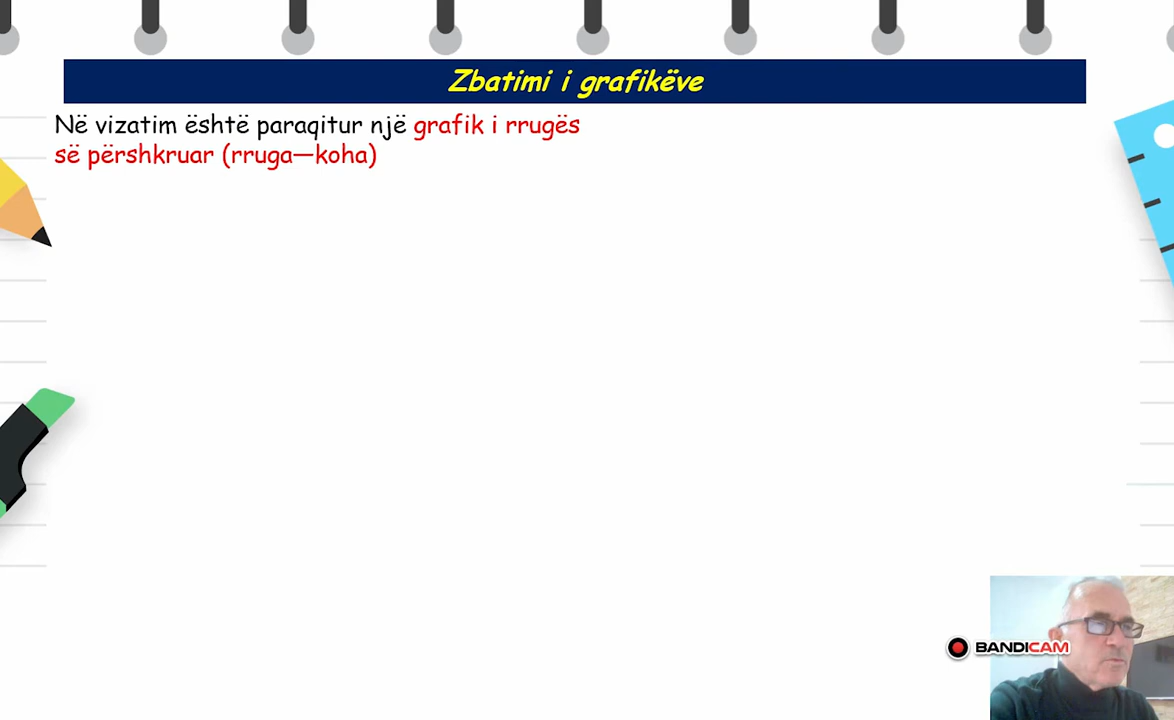 Zbatimi i grafikëve
Në vizatim është paraqitur një grafik i rrugës
së përshkruar (rruga—koha)
BANDICAM